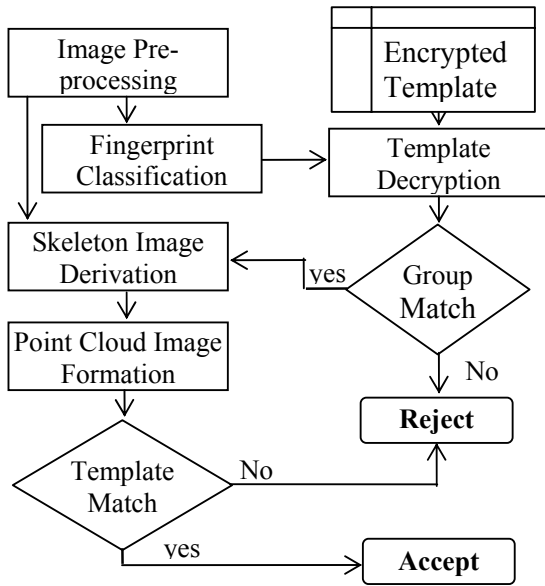 Image Pre-
processing
Encrypted
Template
Fingerprint
Classification
Template
Decryption
Skeleton Image
Derivation
yes
Group
Match
Point Cloud Image
Formation
No
Reject
Template
Match
No
yes
Accept